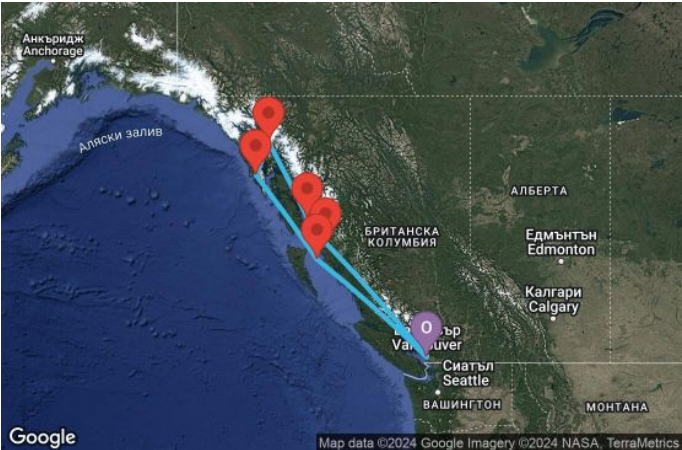 Анкъридж
Anchorage
Аляски залив
АЛБЕРТА
БРИТАНСКА
КОЛУМБИЯ
Едмънтън
Edmonton
Калгари
Calgary
O
Сиатъл
Seattle
ВАШИНГТОН
МОНТАНА
Google
Map data ©2024 Google Imagery ©2024 NASA, TerraMetrics